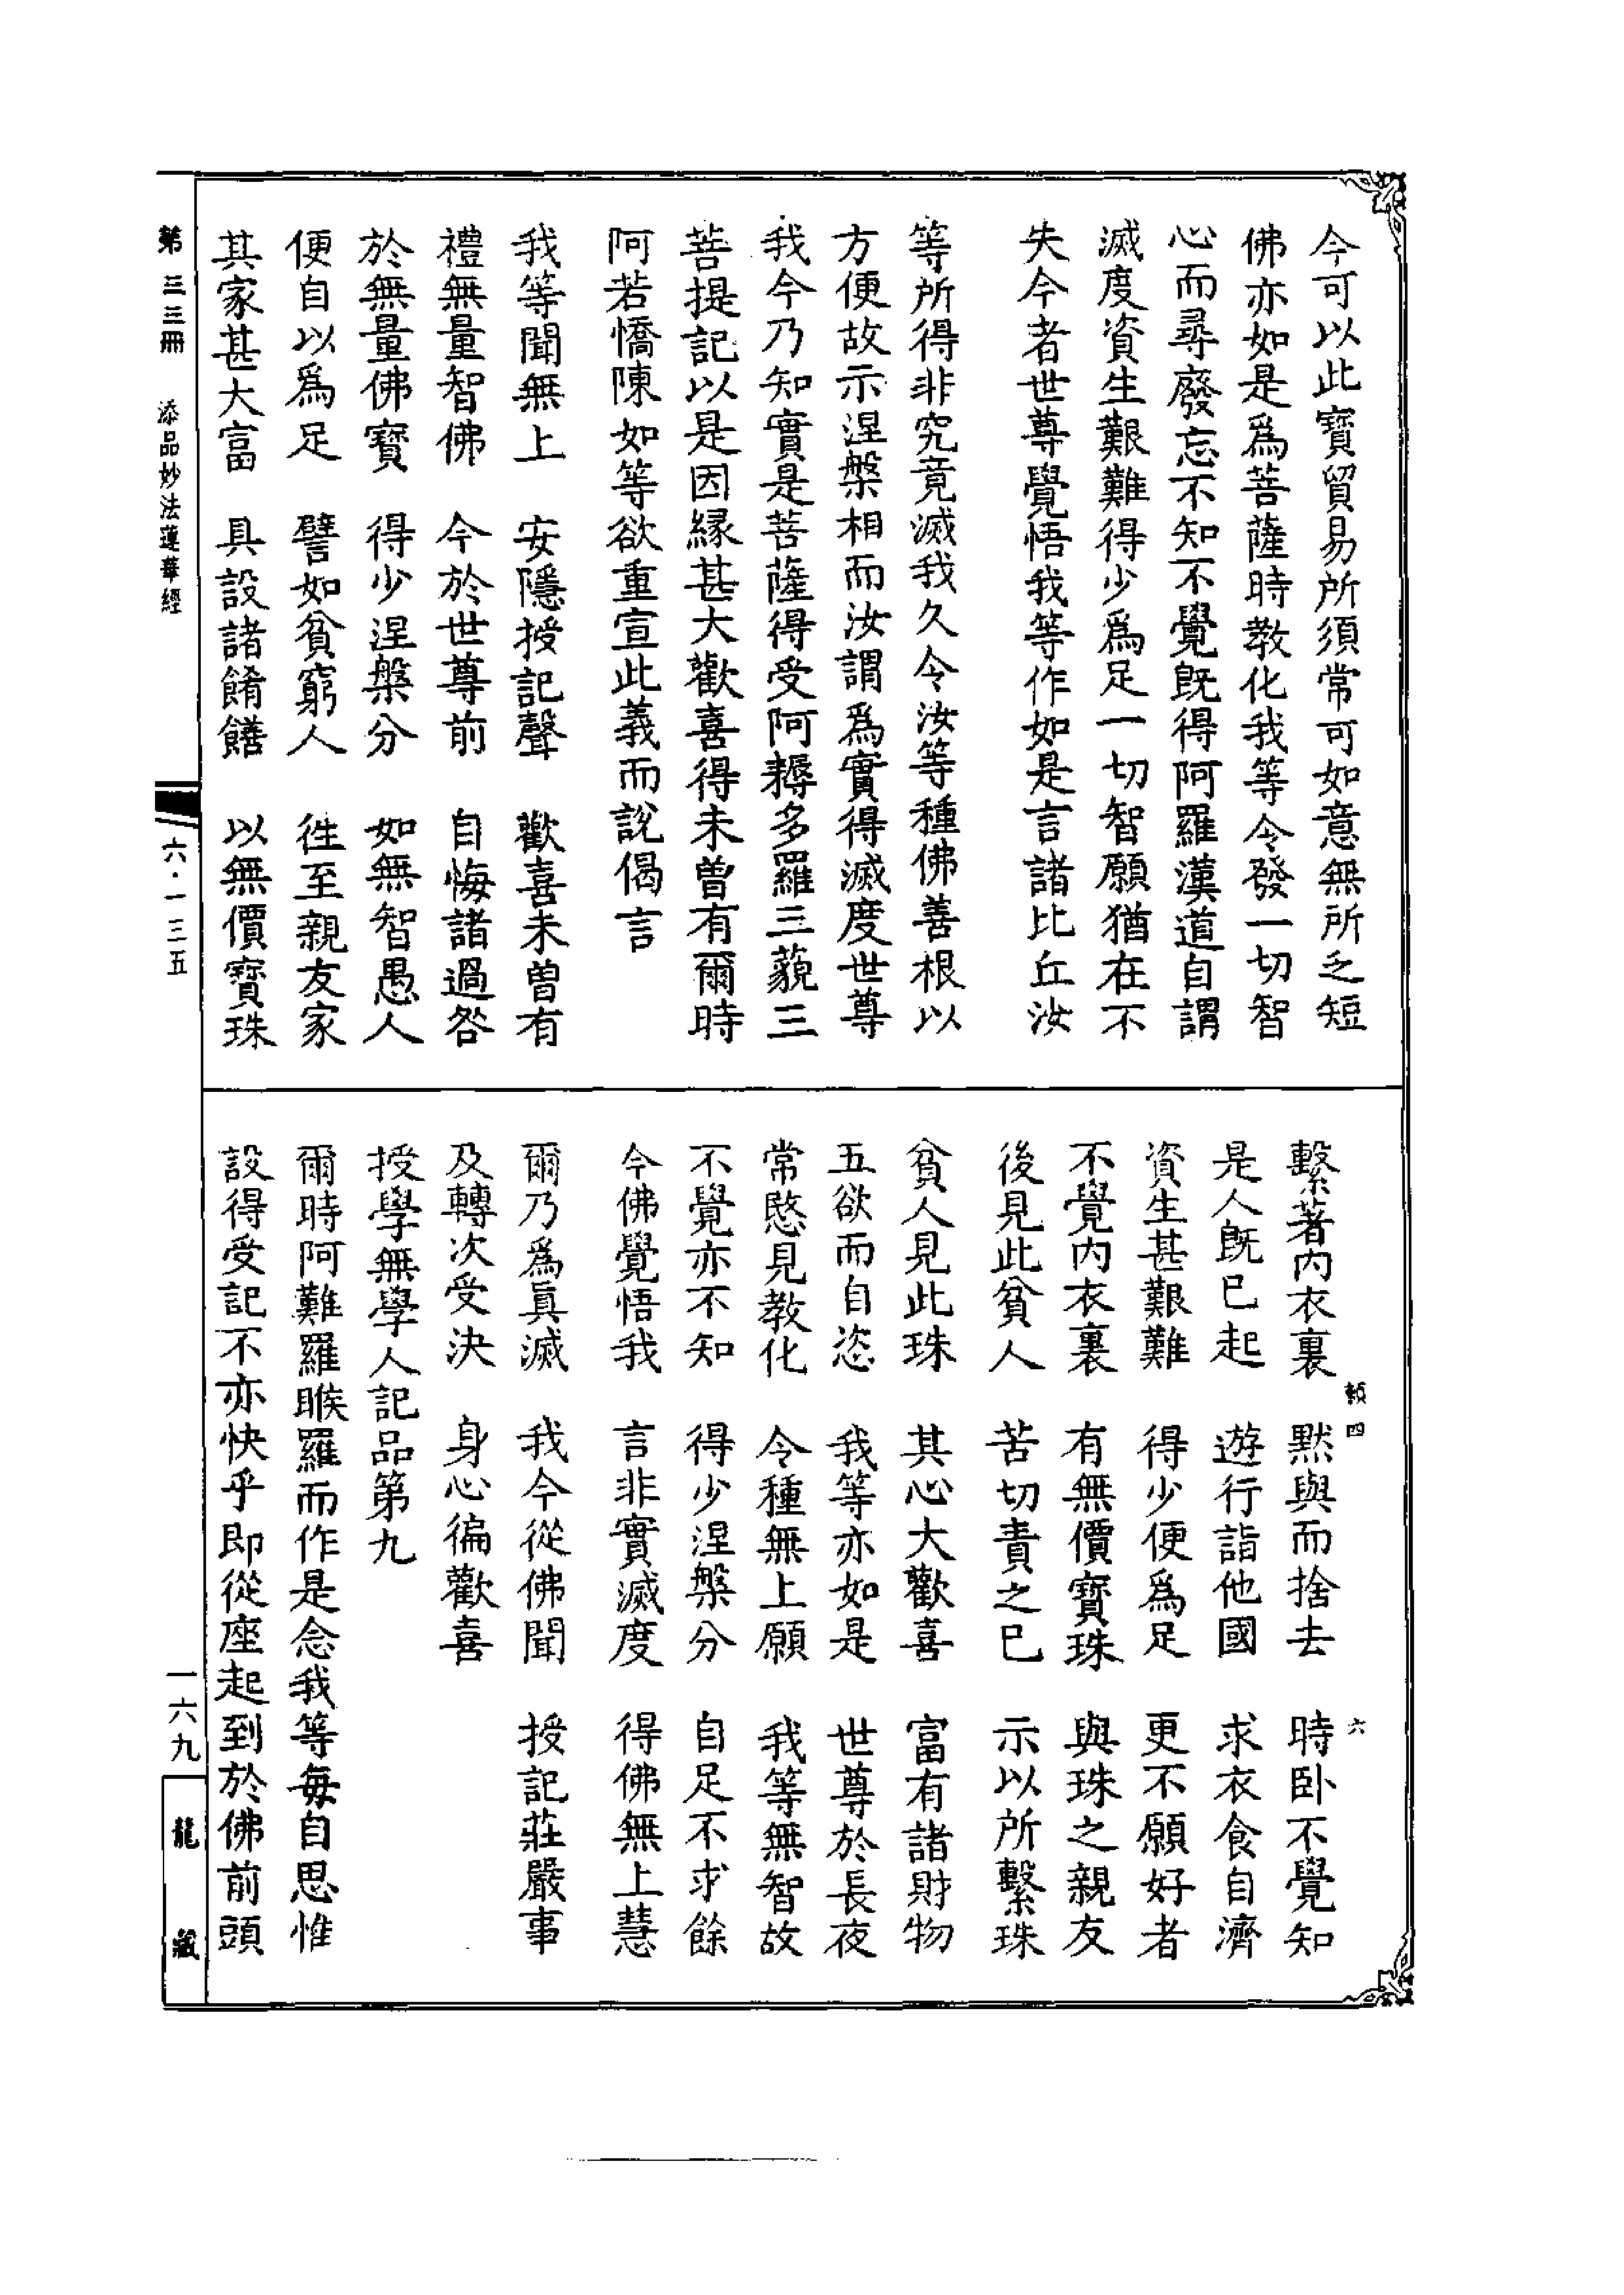 今可以此寶貿易所須常可如意無所乏短
佛亦如是爲菩薩時教化我等令發一切智
心而尋廢忘不知不覺旣得阿羅漢道自謂
滅度資生艱難得少爲足一切智願猶在不
失今者世尊覺悟我等作如是言諸比丘汝
等所得非究竟滅我久令汝等種佛善根以
方便故示涅槃相而汝謂爲實得滅度世尊
我今乃知實是菩薩得受阿耨多羅三藐三
菩提記以是因緣甚大歡喜得未曾有爾時
阿若憍陳如等欲重宣此義而說偈言
我等聞無上　安隱授記聲　歡喜未曾有
禮無量智佛　今於世尊前　自悔諸過咎
於無量佛寶　得少涅槃分　如無智愚人
便自以爲足　譬如貧窮人　徃至親友家
其家甚大富　具設諸餚饍　以無價寶珠
繫著內衣裏　默與而捨去　時卧不覺知
是人旣已起　遊行詣他國　求衣食自濟
資生甚艱難　得少便爲足　更不願好者
不覺內衣裏　有無價寶珠　與珠之親友
後見此貧人　苦切責之已　示以所繫珠
貧人見此珠　其心大歡喜　富有諸財物
五欲而自恣　我等亦如是　世尊於長夜
常愍見教化　令種無上願　我等無智故
不覺亦不知　得少涅槃分　自足不求餘
今佛覺悟我　言非實滅度　得佛無上慧
爾乃爲眞滅　我今從佛聞　授記莊嚴事
及轉次受決　身心徧歡喜
授學無學人記品第九
爾時阿難羅睺羅而作是念我等每自思惟
設得受記不亦快乎即從座起到於佛前頭
四
六
第三三冊　添品妙法蓮華經
六·一三五
一六九
龍藏